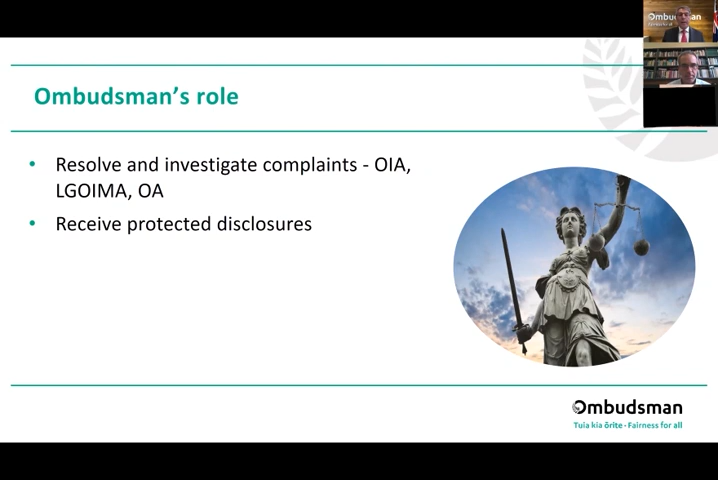 Ombudsman
Ombudsman's role
• Resolve and investigate complaints - OIA,
LGOIMA, OA
• Receive protected disclosures
Ombudsman
Tuia kia ōrite · Fairness for all